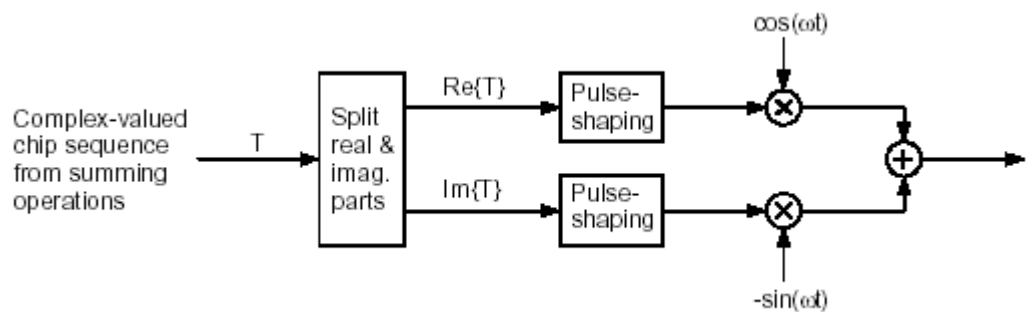 cos(ωt)
Complex-valued
chip sequence
from summing
operations
T
Split
real &
imag.
parts
Re{T}
Pulse-
shaping
Im{T}
Pulse-
shaping
-sin(ωt)